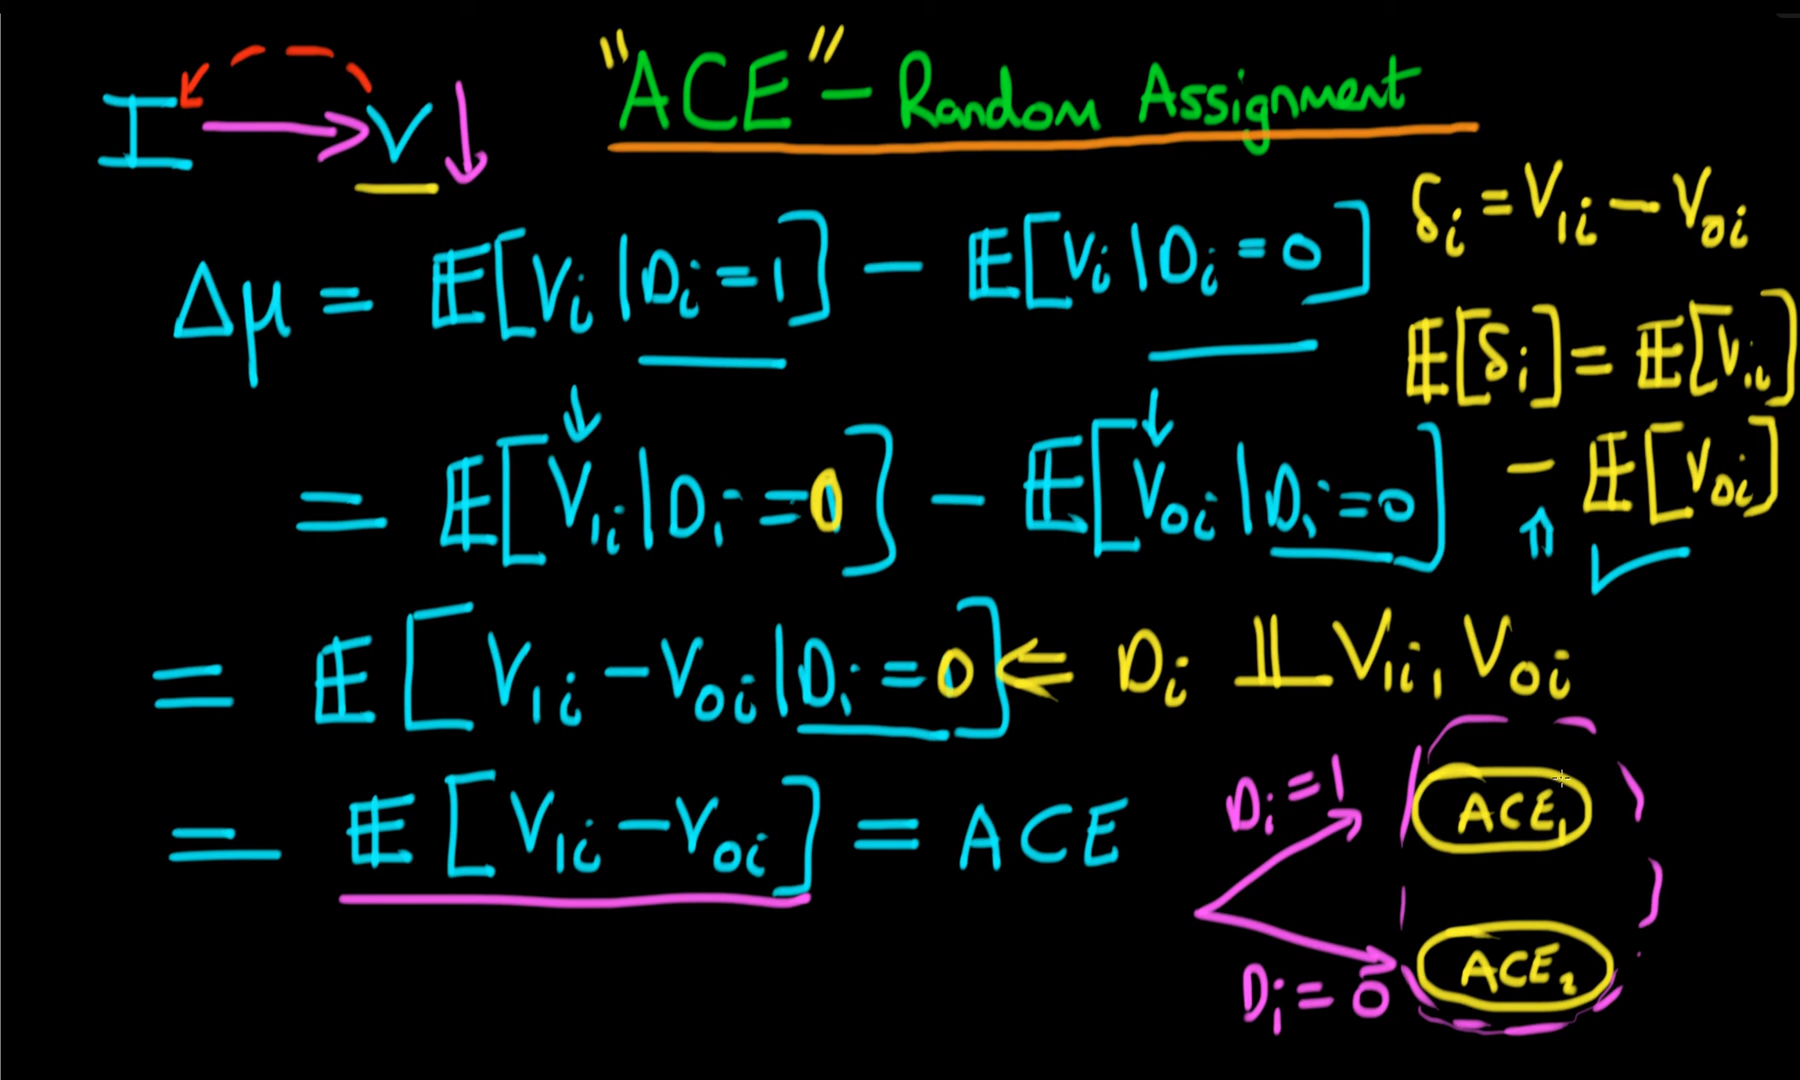 I → V ↓
"ACE" - Random Assignment
δᵢ = V₁ᵢ - V₀ᵢ
Δμ = E[Vᵢ | Dᵢ = 1] - E[Vᵢ | Dᵢ = 0]
E[δᵢ] = E[V₁ᵢ]
- E[V₀ᵢ]
= E[V₁ᵢ | Dᵢ = 0] - E[V₀ᵢ | Dᵢ = 0]
= E[V₁ᵢ - V₀ᵢ | Dᵢ = 0] ⇐ Dᵢ ⫫ V₁ᵢ, V₀ᵢ
= E[V₁ᵢ - V₀ᵢ] = ACE
Dᵢ = 1
ACE₁
Dᵢ = 0
ACE₂